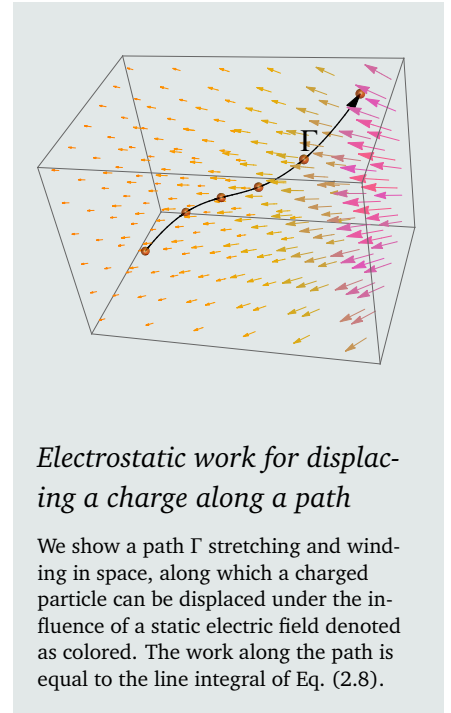 Γ
Electrostatic work for displac-
ing a charge along a path
We show a path Γ stretching and wind-
ing in space, along which a charged
particle can be displaced under the in-
fluence of a static electric field denoted
as colored. The work along the path is
equal to the line integral of Eq. (2.8).